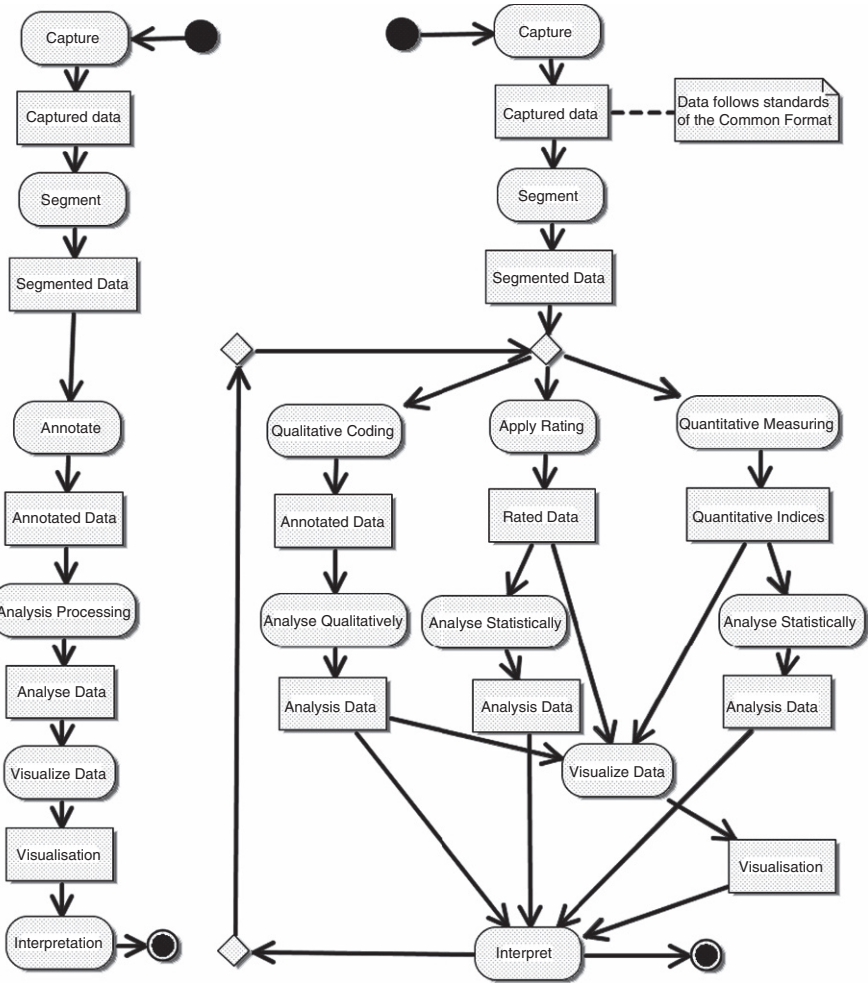 Capture
Captured data
Segment
Segmented Data
Annotate
Annotated Data
Analysis Processing
Analyse Data
Visualize Data
Visualisation
Interpretation
Capture
Captured data
Data follows standards
of the Common Format
Segment
Segmented Data
Qualitative Coding
Apply Rating
Quantitative Measuring
Annotated Data
Rated Data
Quantitative Indices
Analyse Qualitatively
Analyse Statistically
Analyse Statistically
Analysis Data
Analysis Data
Analysis Data
Visualize Data
Visualisation
Interpret